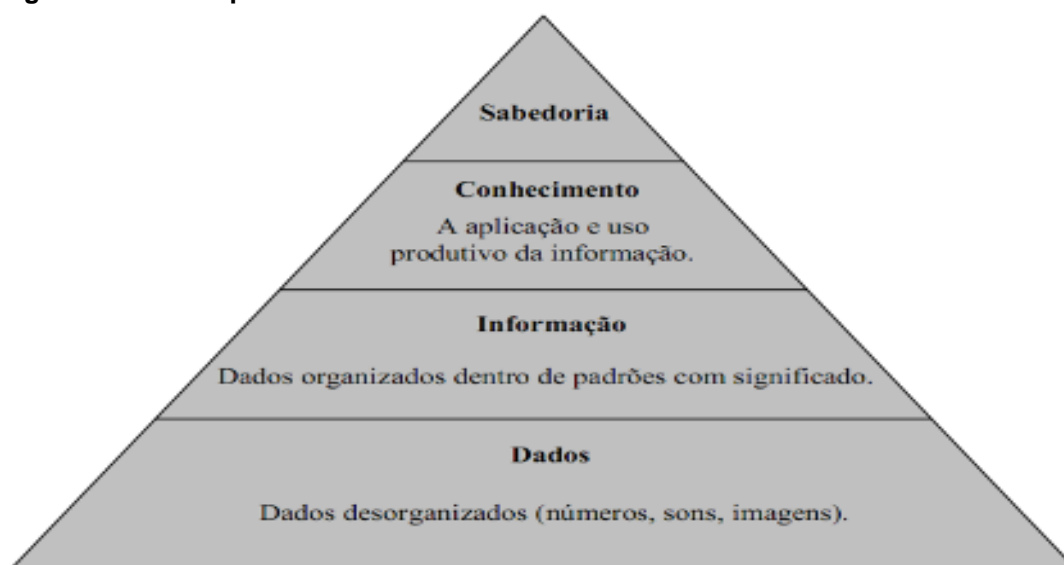 Sabedoria
Conhecimento
A aplicação e uso
produtivo da informação.
Informação
Dados organizados dentro de padrões com significado.
Dados
Dados desorganizados (números, sons, imagens).